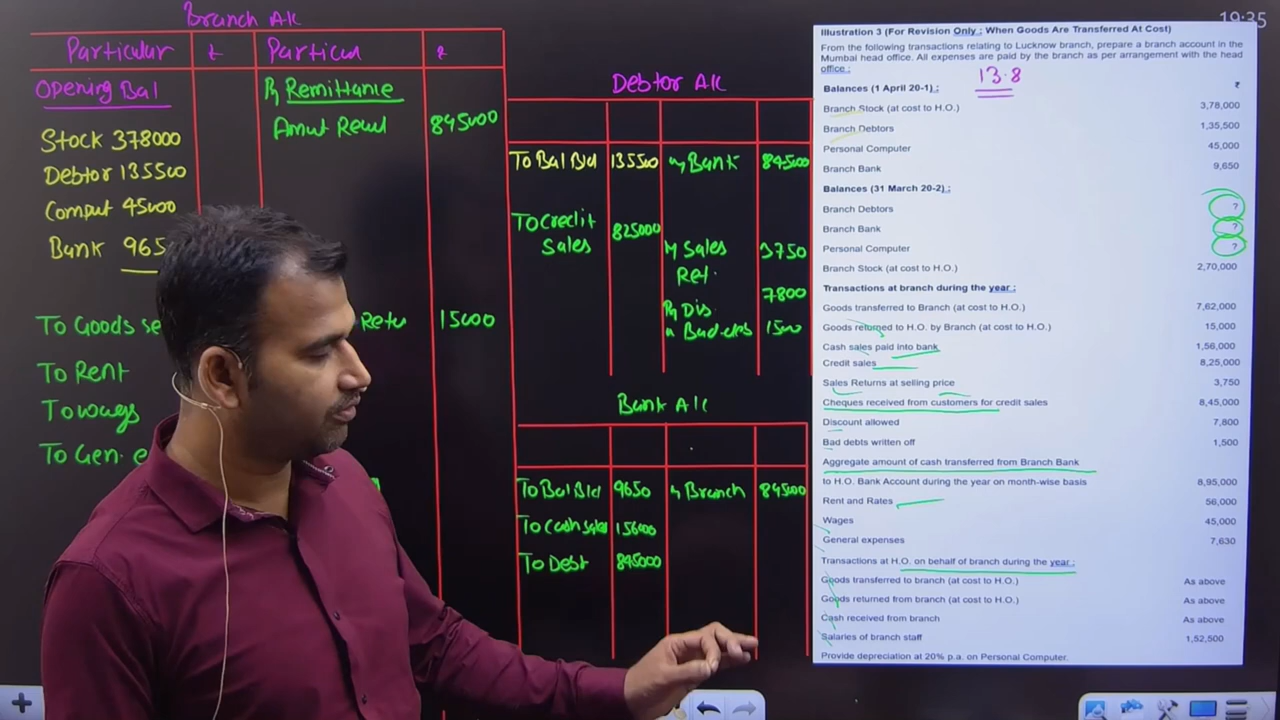 Branch A/c
Particular ₹ Particu ₹
Opening Bal
Stock 378000
Debtor 135500
Comput 45000
Bank 965
To Goods se
To Rent
To wages
To Gen. e
By Remittance
Amut Recvd 895000
Retu 15000
Debtor A/c
To Bal B/d 135500 By Bank 845000
To credit Sales 825000
By Sales Ret. 3750
By Dis. 7800
" Baddebts 1500
Bank A/c
To Bal B/d 9650 By Branch 895000
To Cash Sales 156000
To Debt 845000
19:35
Illustration 3 (For Revision Only ; When Goods Are Transferred At Cost)
From the following transactions relating to Lucknow branch, prepare a branch account in the
Mumbai head office. All expenses are paid by the branch as per arrangement with the head
office :
13.8
Balances (1 April 20-1) : ₹
Branch Stock (at cost to H.O.) 3,78,000
Branch Debtors 1,35,500
Personal Computer 45,000
Branch Bank 9,650
Balances (31 March 20-2) :
Branch Debtors ?
Branch Bank ?
Personal Computer ?
Branch Stock (at cost to H.O.) 2,70,000
Transactions at branch during the year :
Goods transferred to Branch (at cost to H.O.) 7,62,000
Goods returned to H.O. by Branch (at cost to H.O.) 15,000
Cash sales paid into bank 1,56,000
Credit sales 8,25,000
Sales Returns at selling price 3,750
Cheques received from customers for credit sales 8,45,000
Discount allowed 7,800
Bad debts written off 1,500
Aggregate amount of cash transferred from Branch Bank
to H.O. Bank Account during the year on month-wise basis 8,95,000
Rent and Rates 56,000
Wages 45,000
General expenses 7,630
Transactions at H.O. on behalf of branch during the year :
Goods transferred to branch (at cost to H.O.) As above
Goods returned from branch (at cost to H.O.) As above
Cash received from branch As above
Salaries of branch staff 1,52,500
Provide depreciation at 20% p.a. on Personal Computer.